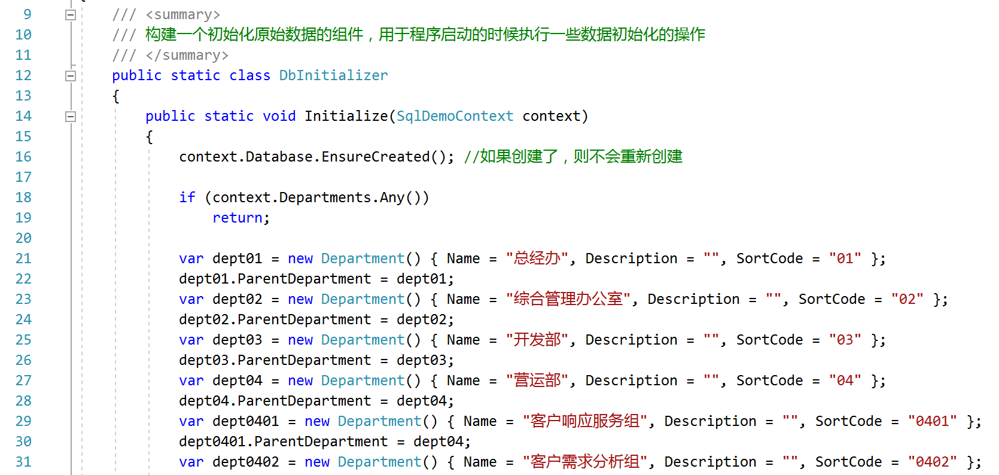 9 /// <summary>
10 /// 构建一个初始化原始数据的组件，用于程序启动的时候执行一些数据初始化的操作
11 /// </summary>
12 public static class DbInitializer
13 {
14 public static void Initialize(SqlDemoContext context)
15 {
16 context.Database.EnsureCreated(); //如果创建了，则不会重新创建
17
18 if (context.Departments.Any())
19 return;
20
21 var dept01 = new Department() { Name = "总经办", Description = "", SortCode = "01" };
22 dept01.ParentDepartment = dept01;
23 var dept02 = new Department() { Name = "综合管理办公室", Description = "", SortCode = "02" };
24 dept02.ParentDepartment = dept02;
25 var dept03 = new Department() { Name = "开发部", Description = "", SortCode = "03" };
26 dept03.ParentDepartment = dept03;
27 var dept04 = new Department() { Name = "营运部", Description = "", SortCode = "04" };
28 dept04.ParentDepartment = dept04;
29 var dept0401 = new Department() { Name = "客户响应服务组", Description = "", SortCode = "0401" };
30 dept0401.ParentDepartment = dept04;
31 var dept0402 = new Department() { Name = "客户需求分析组", Description = "", SortCode = "0402" };